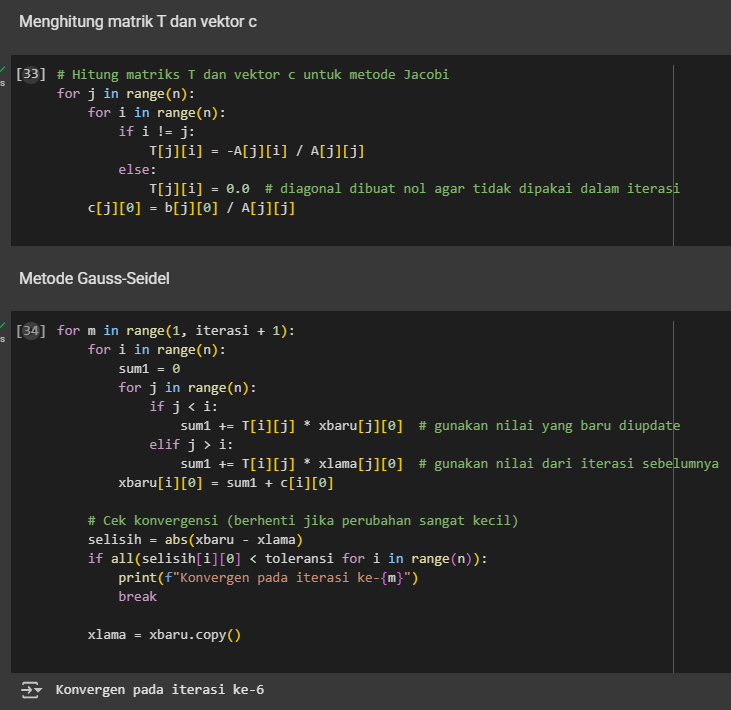 Menghitung matrik T dan vektor c
[33] # Hitung matriks T dan vektor c untuk metode Jacobi
for j in range(n):
    for i in range(n):
        if i != j:
            T[j][i] = -A[j][i] / A[j][j]
        else:
            T[j][i] = 0.0  # diagonal dibuat nol agar tidak dipakai dalam iterasi
    c[j][0] = b[j][0] / A[j][j]
s
Metode Gauss-Seidel
[34] for m in range(1, iterasi + 1):
    for i in range(n):
        sum1 = 0
        for j in range(n):
            if j < i:
                sum1 += T[i][j] * xbaru[j][0]  # gunakan nilai yang baru diupdate
            elif j > i:
                sum1 += T[i][j] * xlama[j][0]  # gunakan nilai dari iterasi sebelumnya
        xbaru[i][0] = sum1 + c[i][0]
    # Cek konvergensi (berhenti jika perubahan sangat kecil)
    selisih = abs(xbaru - xlama)
    if all(selisih[i][0] < toleransi for i in range(n)):
        print(f"Konvergen pada iterasi ke-{m}")
        break
    xlama = xbaru.copy()
s
Konvergen pada iterasi ke-6